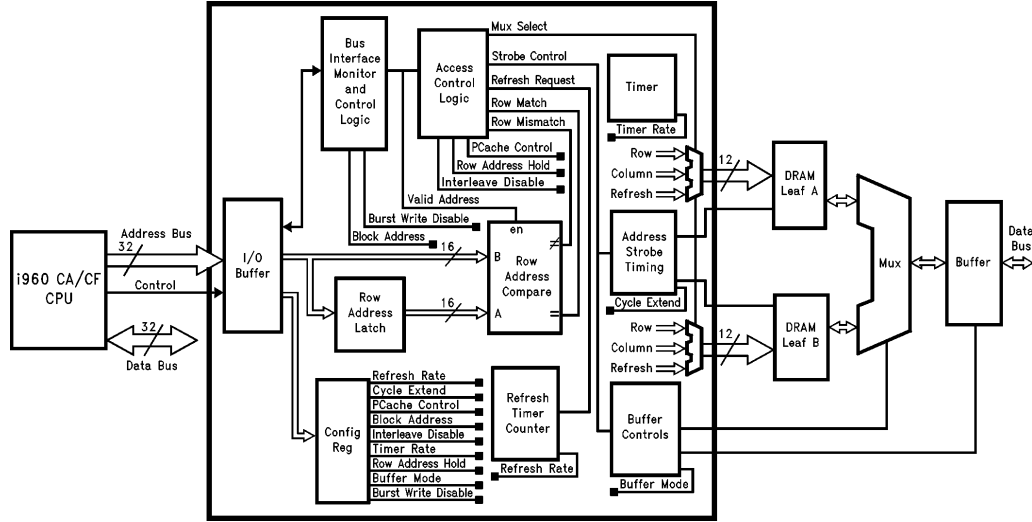 Mux Select
Bus
Interface
Monitor
and
Control
Logic
Access
Control
Logic
Strobe Control
Refresh Request
Row Match
Row Mismatch
PCache Control
Row Address Hold
Interleave Disable
Valid Address
Burst Write Disable
Block Address
Timer
Timer Rate
Row
Column
Refresh
12
DRAM
Leaf A
i960 CA/CF
CPU
Address Bus
32
Control
32
Data Bus
I/O
Buffer
16
Row
Address
Latch
16
en
B
Row
Address
Compare
A
≠
=
Address
Strobe
Timing
Cycle Extend
Row
Column
Refresh
12
DRAM
Leaf B
Mux
Buffer
Data
Bus
Config
Reg
Refresh Rate
Cycle Extend
PCache Control
Block Address
Interleave Disable
Timer Rate
Row Address Hold
Buffer Mode
Burst Write Disable
Refresh
Timer
Counter
Refresh Rate
Buffer
Controls
Buffer Mode